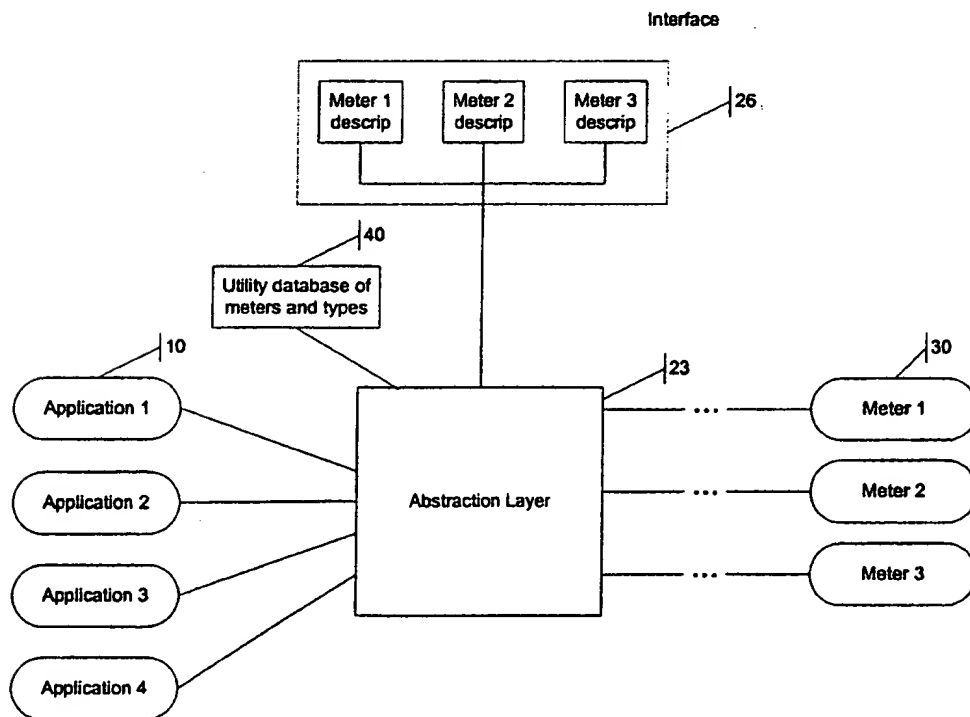 Interface
Meter 1
descrip
Meter 2
descrip
Meter 3
descrip
26
40
Utility database of
meters and types
10
23
30
Application 1
Application 2
Application 3
Application 4
Abstraction Layer
...
...
...
Meter 1
Meter 2
Meter 3